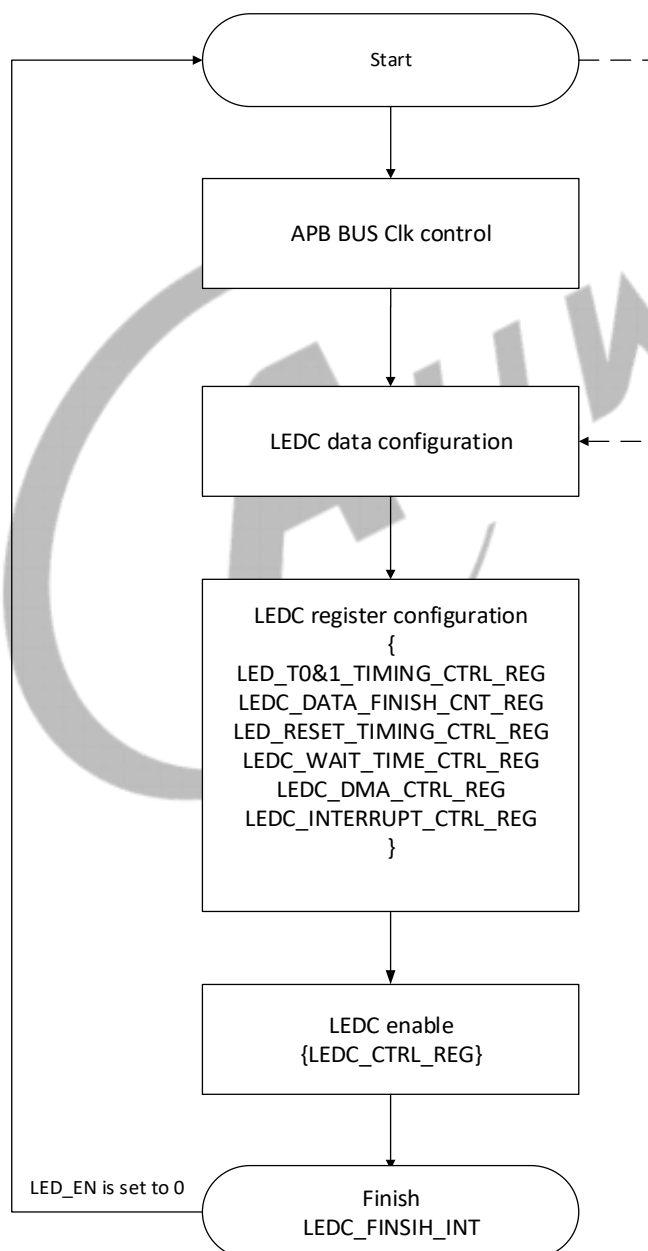 Start
APB BUS Clk control
LEDC data configuration
LEDC register configuration
{
LED_T0&1_TIMING_CTRL_REG
LEDC_DATA_FINISH_CNT_REG
LED_RESET_TIMING_CTRL_REG
LEDC_WAIT_TIME_CTRL_REG
LEDC_DMA_CTRL_REG
LEDC_INTERRUPT_CTRL_REG
}
LEDC enable
{LEDC_CTRL_REG}
LED_EN is set to 0
Finish
LEDC_FINSIH_INT